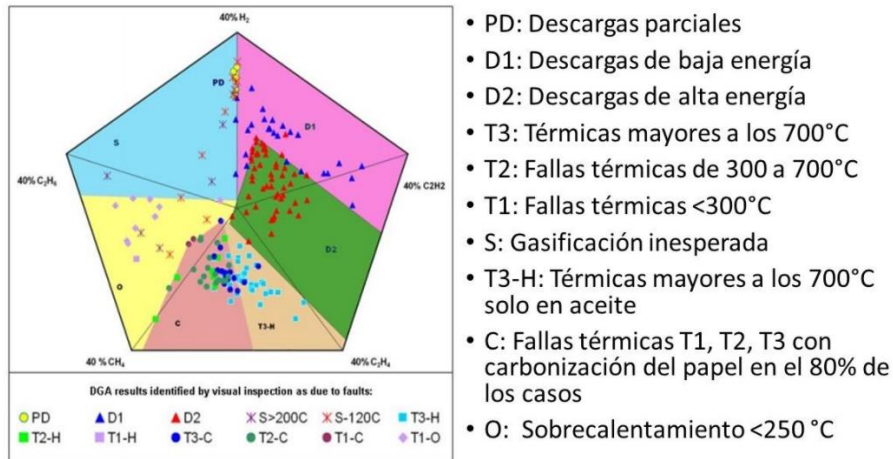 40% H₂
PD
D1
S
40% C₂H₆
40% C2H2
D2
O
C
T3-H
40 % CH₄
40% C₂H₄
DGA results identified by visual inspection as due to faults:
PD D1 D2 S>200C S-120C T3-H
T2-H T1-H T3-C T2-C T1-C T1-O
• PD: Descargas parciales
• D1: Descargas de baja energía
• D2: Descargas de alta energía
• T3: Térmicas mayores a los 700°C
• T2: Fallas térmicas de 300 a 700°C
• T1: Fallas térmicas <300°C
• S: Gasificación inesperada
• T3-H: Térmicas mayores a los 700°C
solo en aceite
• C: Fallas térmicas T1, T2, T3 con
carbonización del papel en el 80% de
los casos
• O: Sobrecalentamiento <250 °C